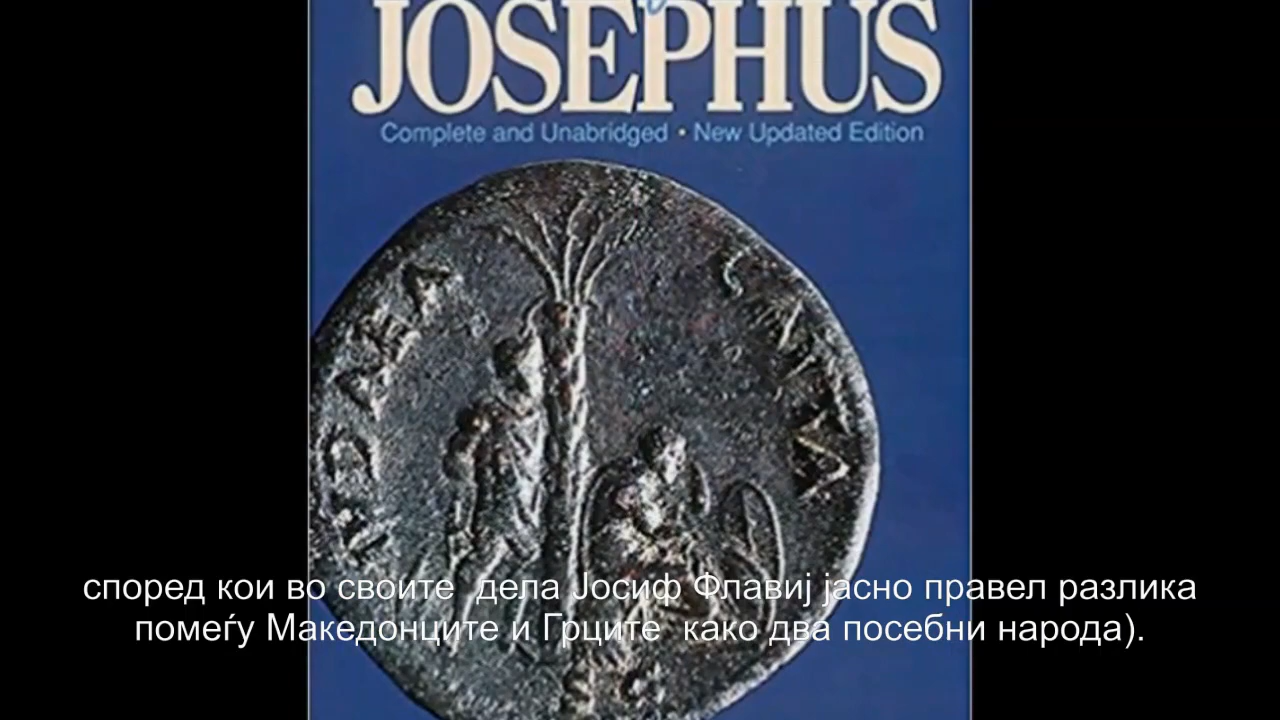 JOSEPHUS
Complete and Unabridged • New Updated Edition
според кои во своите дела Јосиф Флавиј јасно правел разлика
помеѓу Македонците и Грците како два посебни народа).